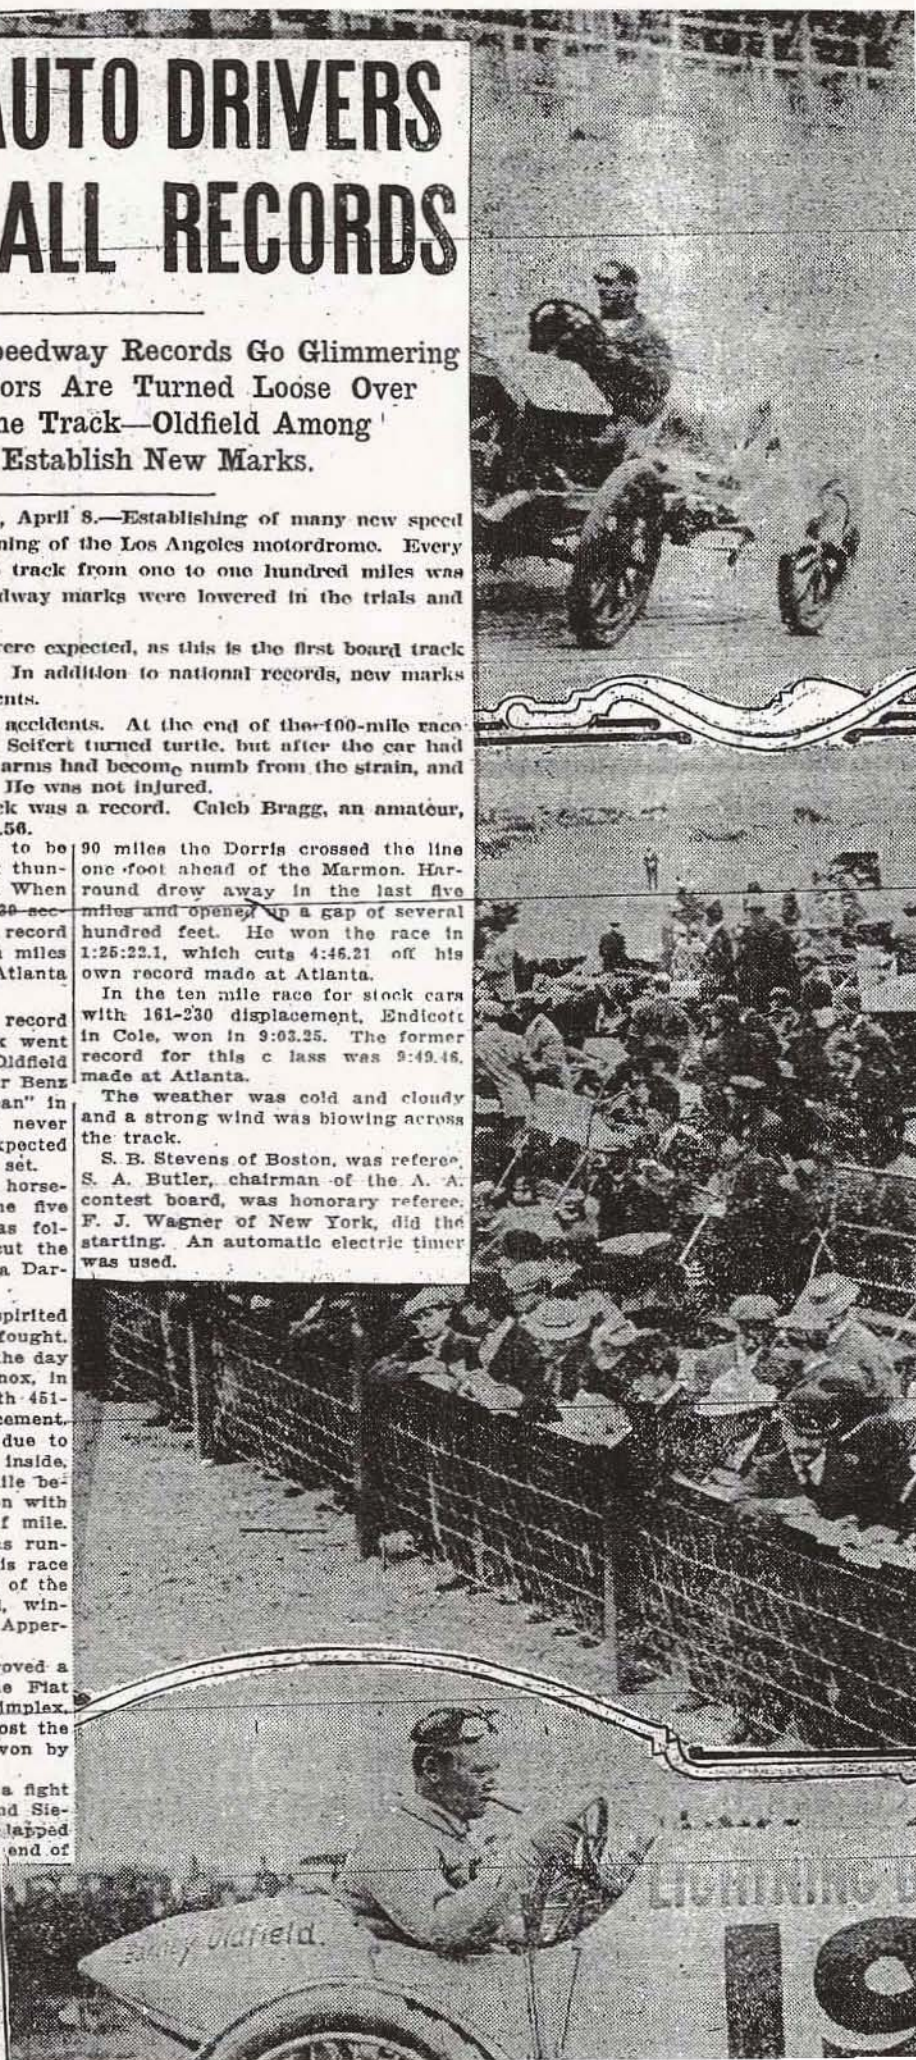 AUTO DRIVERS
ALL RECORDS
peedway Records Go Glimmering
ors Are Turned Loose Over
he Track—Oldfield Among
Establish New Marks.
, April 8.—Establishing of many new speed
ning of the Los Angeles motordrome. Every
track from one to one hundred miles was
dway marks were lowered in the trials and
ere expected, as this is the first board track
In addition to national records, new marks
ents.
accidents. At the end of the 100-mile race
Seifert turned turtle, but after the car had
arms had become numb from the strain, and
He was not injured.
ck was a record. Caleb Bragg, an amateur,
.56.
to be
thun-
When
39 sec-
record
miles
Atlanta
record
k went
Oldfield
r Benz
an" in
never
xpected
set.
horse-
he five
as fol-
cut the
a Dar-
spirited
fought.
he day
nox, in
th 451-
cement,
due to
inside,
ile be-
n with
f mile.
s run-
is race
of the
, win-
Apper-
oved a
e Fiat
implex,
ost the
von by
a fight
nd Sie-
lapped
end of
90 miles the Dorris crossed the line
one foot ahead of the Marmon. Har-
round drew away in the last five
miles and opened up a gap of several
hundred feet. He won the race in
1:25:22.1, which cuts 4:46.21 off his
own record made at Atlanta.
In the ten mile race for stock cars
with 161-230 displacement, Endicott
in Cole, won in 9:03.25. The former
record for this c lass was 9:49.46,
made at Atlanta.
The weather was cold and cloudy
and a strong wind was blowing across
the track.
S. B. Stevens of Boston, was referee.
S. A. Butler, chairman of the A. A.
contest board, was honorary referee.
F. J. Wagner of New York, did the
starting. An automatic electric timer
was used.
Barney Oldfield.
LIGHTNING B
19